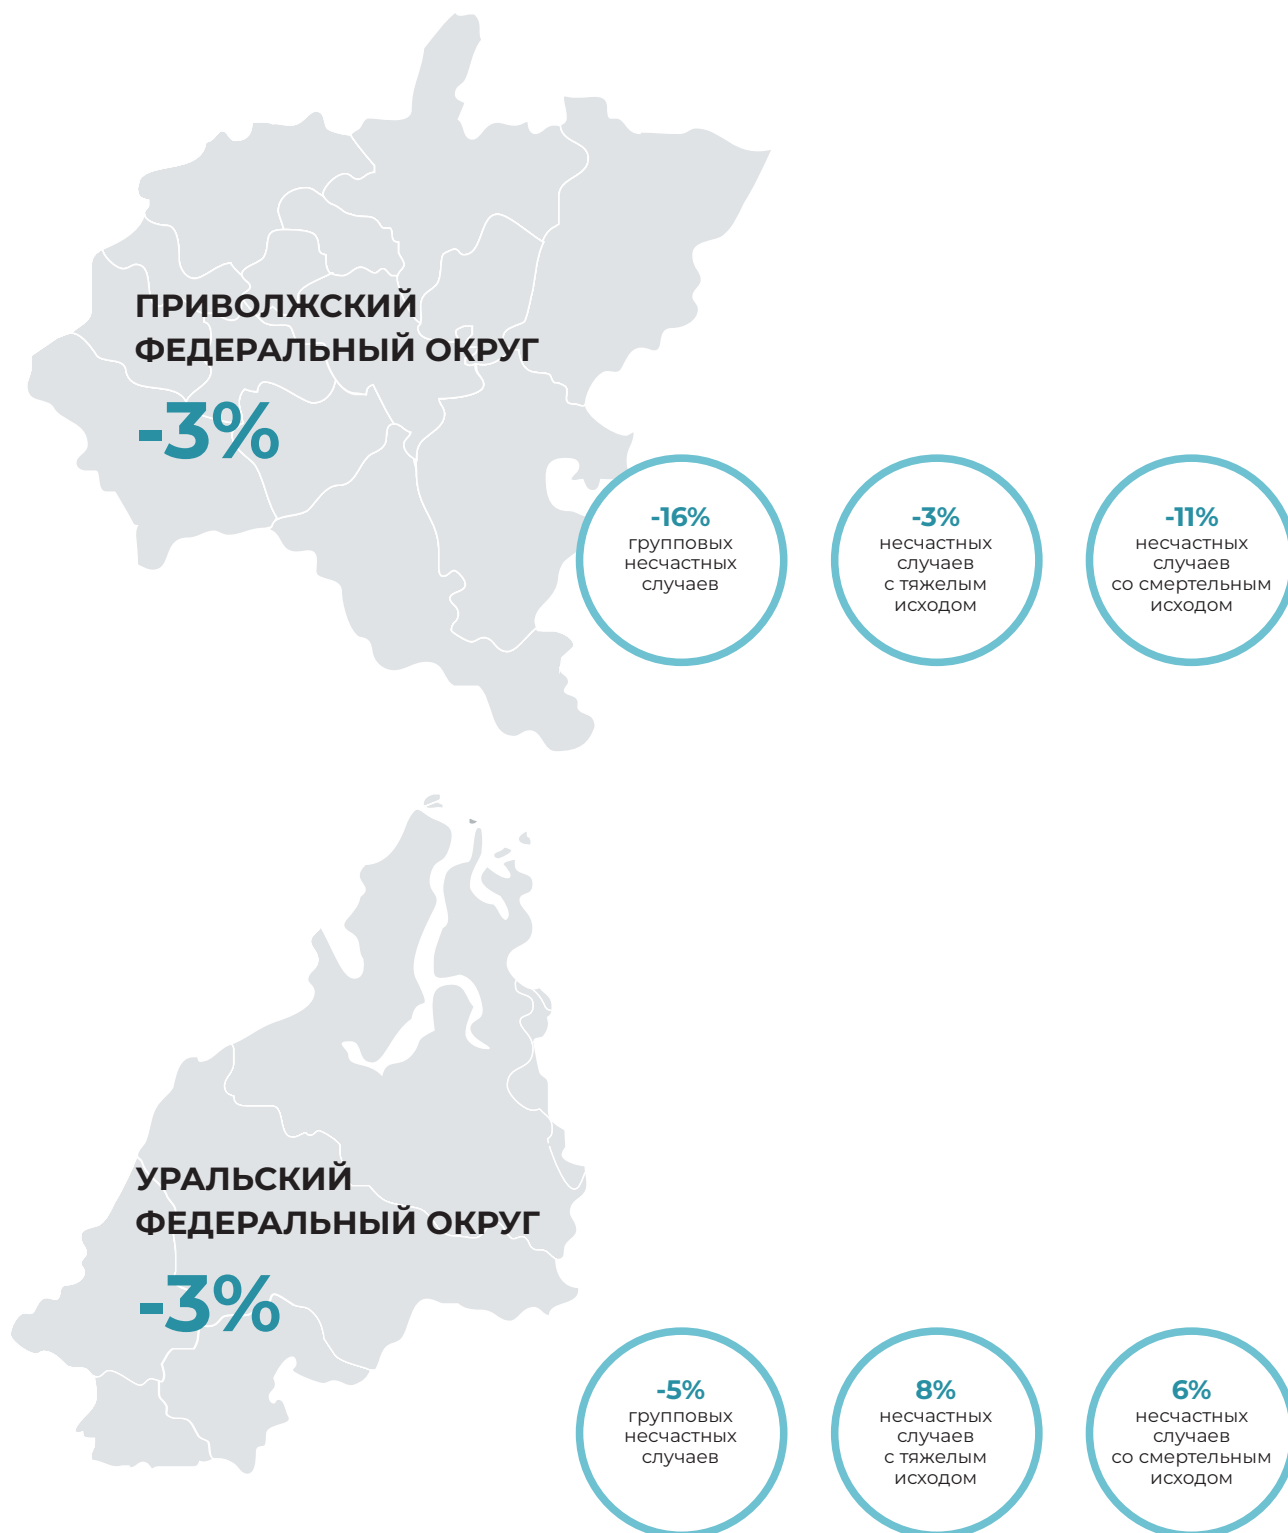 ПРИВОЛЖСКИЙ
ФЕДЕРАЛЬНЫЙ ОКРУГ
-3%
-16%
групповых
несчастных
случаев
-3%
несчастных
случаев
с тяжелым
исходом
-11%
несчастных
случаев
со смертельным
исходом
УРАЛЬСКИЙ
ФЕДЕРАЛЬНЫЙ ОКРУГ
-3%
-5%
групповых
несчастных
случаев
8%
несчастных
случаев
с тяжелым
исходом
6%
несчастных
случаев
со смертельным
исходом